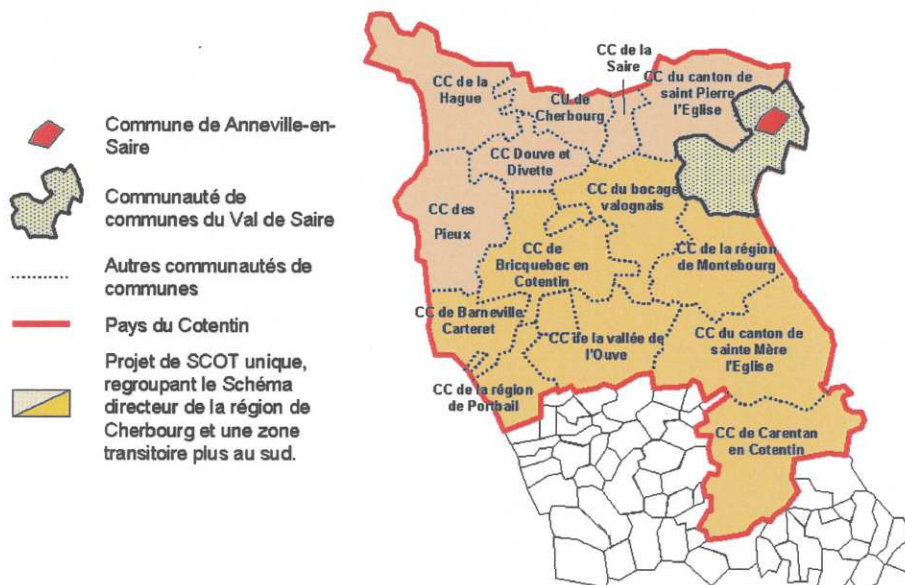 Commune de Anneville-en-
Saire
Communauté de
communes du Val de Saire
Autres communautés de
communes
Pays du Cotentin
Projet de SCOT unique,
regroupant le Schéma
directeur de la région de
Cherbourg et une zone
transitoire plus au sud.
CC de la
Saire
CC de la
Hague
CU de
Cherbourg
CC du canton de
saint Pierre
l'Eglise
CC Douve et
Divette
CC du bocage
valognais
CC des
Pieux
CC de
Bricquebec en
Cotentin
CC de la région
de Montebourg
CC de Barneville
Carteret
CC de la vallée de
l'Ouve
CC du canton de
sainte Mère
l'Eglise
CC de la région
de Portbail
CC de Carentan
en Cotentin